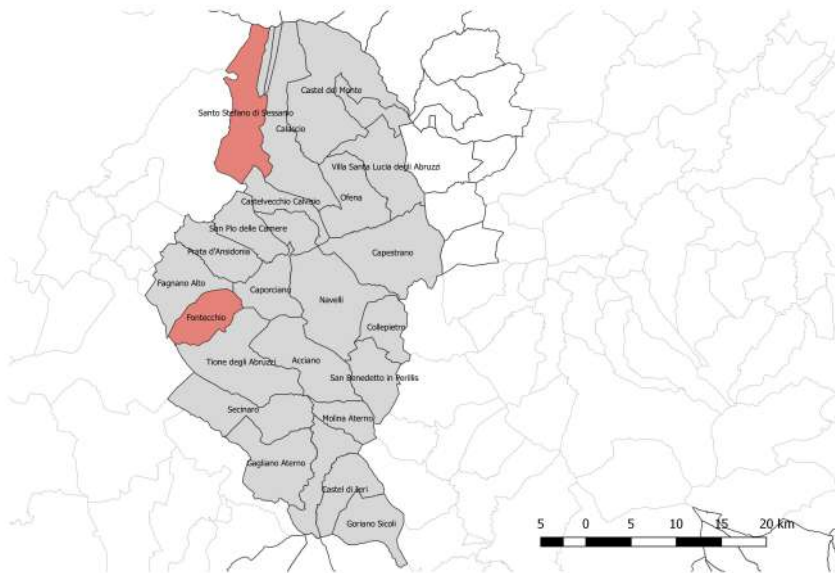 Castel del Monte
Santo Stefano di Sessanio
Calascio
Villa Santa Lucia degli Abruzzi
Ofena
Castelvecchio Calvisio
San Pio delle Camere
Prata d'Ansidonia
Capestrano
Fagnano Alto
Caporciano
Navelli
Fontecchio
Collepietro
Tione degli Abruzzi
Acciano
San Benedetto in Perillis
Secinaro
Molina Aterno
Gagliano Aterno
Castel di Ieri
Goriano Sicoli
5 0 5 10 15 20 km